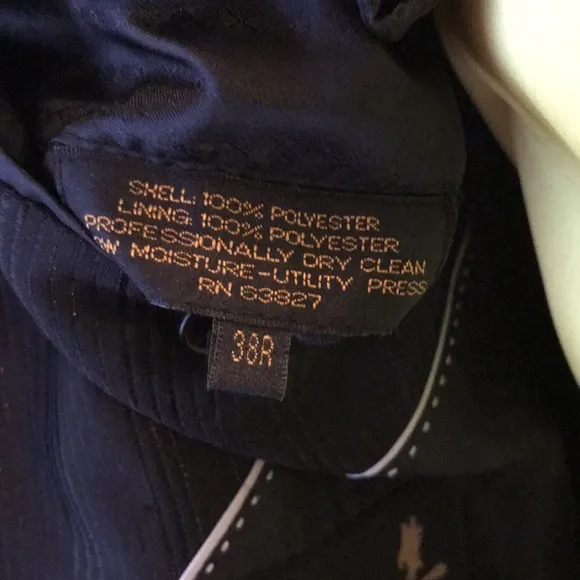 SHELL: 100% POLYESTER
LINING 100% POLYESTER
PROFESSIONALLY DRY CLEAN
MOISTURE-UTILITY PRESS
RN 63827
38R